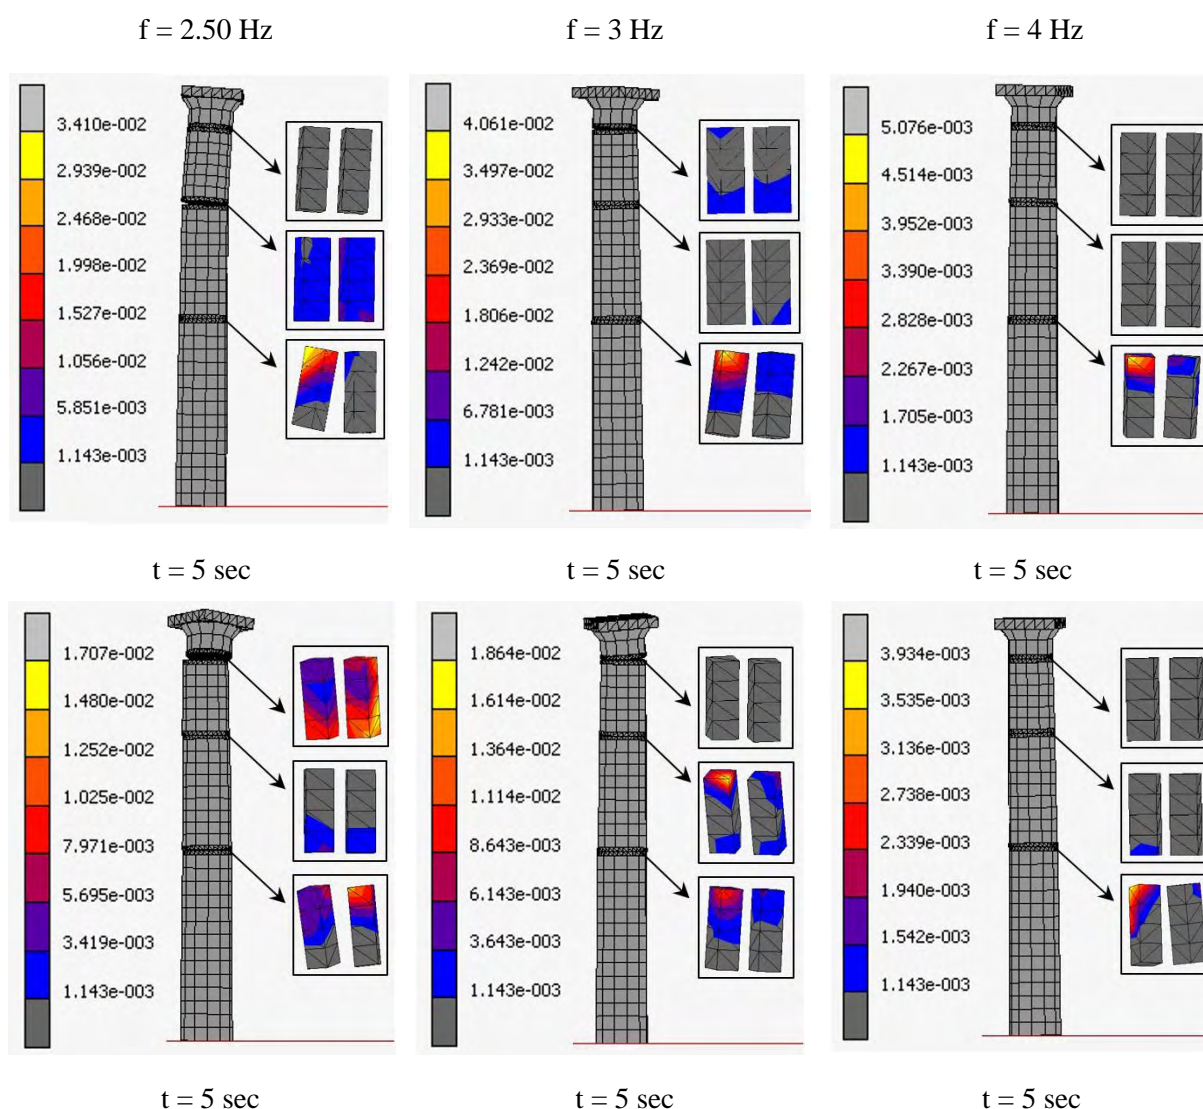 f = 2.50 Hz
f = 3 Hz
f = 4 Hz
3.410e-002
2.939e-002
2.468e-002
1.998e-002
1.527e-002
1.056e-002
5.851e-003
1.143e-003
4.061e-002
3.497e-002
2.933e-002
2.369e-002
1.806e-002
1.242e-002
6.781e-003
1.143e-003
5.076e-003
4.514e-003
3.952e-003
3.390e-003
2.828e-003
2.267e-003
1.705e-003
1.143e-003
t = 5 sec
t = 5 sec
t = 5 sec
1.707e-002
1.480e-002
1.252e-002
1.025e-002
7.971e-003
5.695e-003
3.419e-003
1.143e-003
1.864e-002
1.614e-002
1.364e-002
1.114e-002
8.643e-003
6.143e-003
3.643e-003
1.143e-003
3.934e-003
3.535e-003
3.136e-003
2.738e-003
2.339e-003
1.940e-003
1.542e-003
1.143e-003
t = 5 sec
t = 5 sec
t = 5 sec